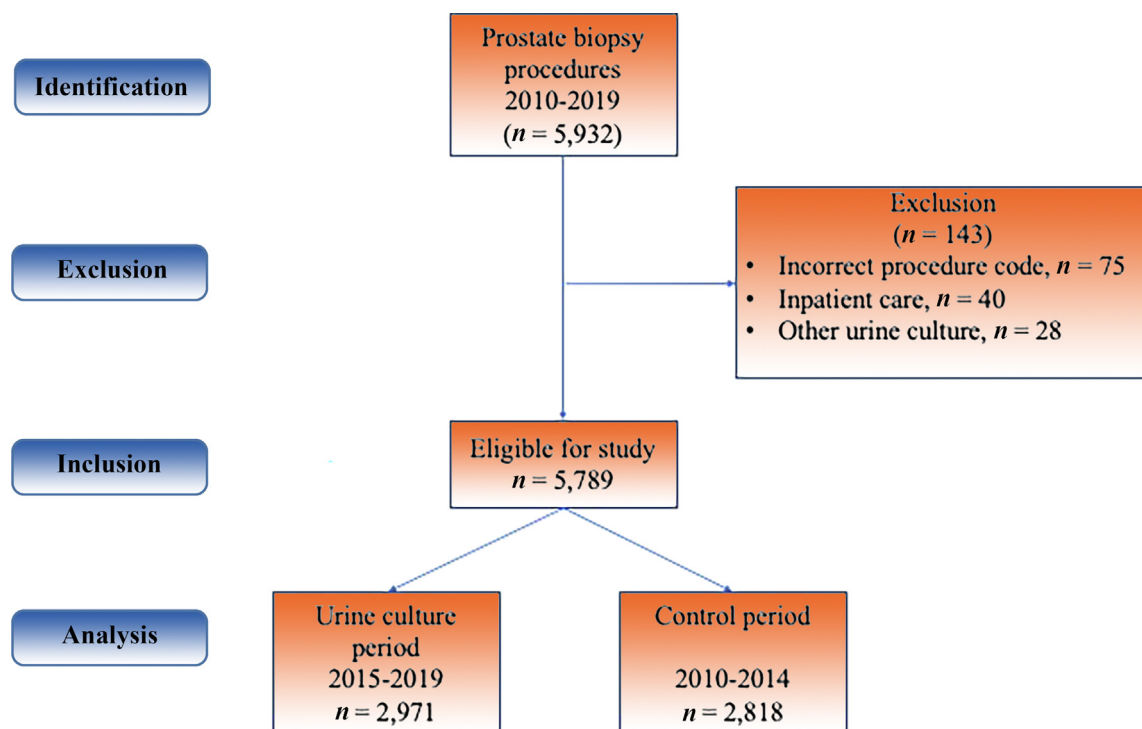 Identification
Prostate biopsy
procedures
2010-2019
(n = 5,932)
Exclusion
Exclusion
(n = 143)
• Incorrect procedure code, n = 75
• Inpatient care, n = 40
• Other urine culture, n = 28
Inclusion
Eligible for study
n = 5,789
Analysis
Urine culture
period
2015-2019
n = 2,971
Control period
2010-2014
n = 2,818